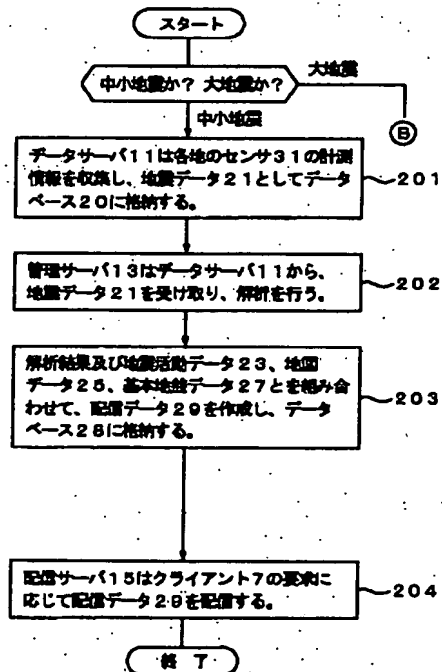 スタート
中小地震か? 大地震か?
大地震
B
中小地震
データサーバ11は各地のセンサ31の計測
情報を収集し、地震データ21としてデータ
ベース20に格納する。
201
管理サーバ13はデータサーバ11から、
地震データ21を受け取り、解析を行う。
202
解析結果及び地震活動データ23、地図
データ25、基本地盤データ27とを組み合
わせて、配信データ29を作成し、データ
ベース28に格納する。
203
配信サーバ15はクライアント7の要求に
応じて配信データ29を配信する。
204
終 了